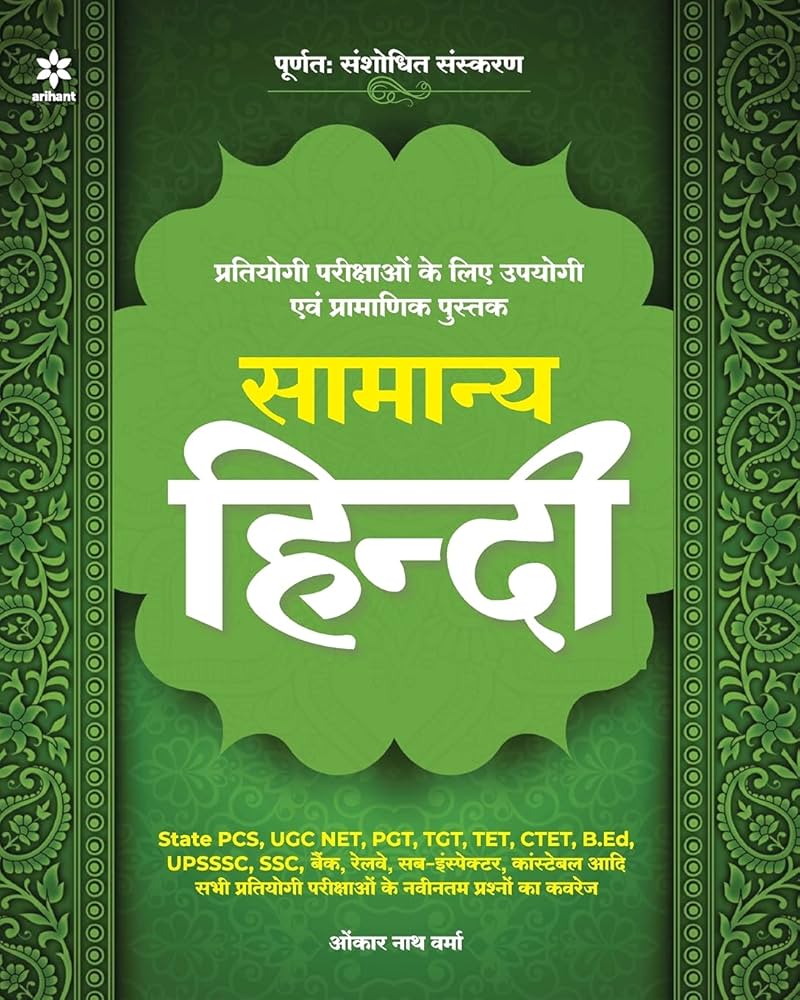 पूर्णत: संशोधित संस्करण
arihant
प्रतियोगी परीक्षाओं के लिए उपयोगी
एवं प्रामाणिक पुस्तक
सामान्य
हिन्दी
State PCS, UGC NET, PGT, TGT, TET, CTET, B.Ed,
UPSSSC, SSC, बैंक, रेलवे, सब-इंस्पेक्टर, कांस्टेबल आदि
सभी प्रतियोगी परीक्षाओं के नवीनतम प्रश्नों का कवरेज
ओंकार नाथ वर्मा